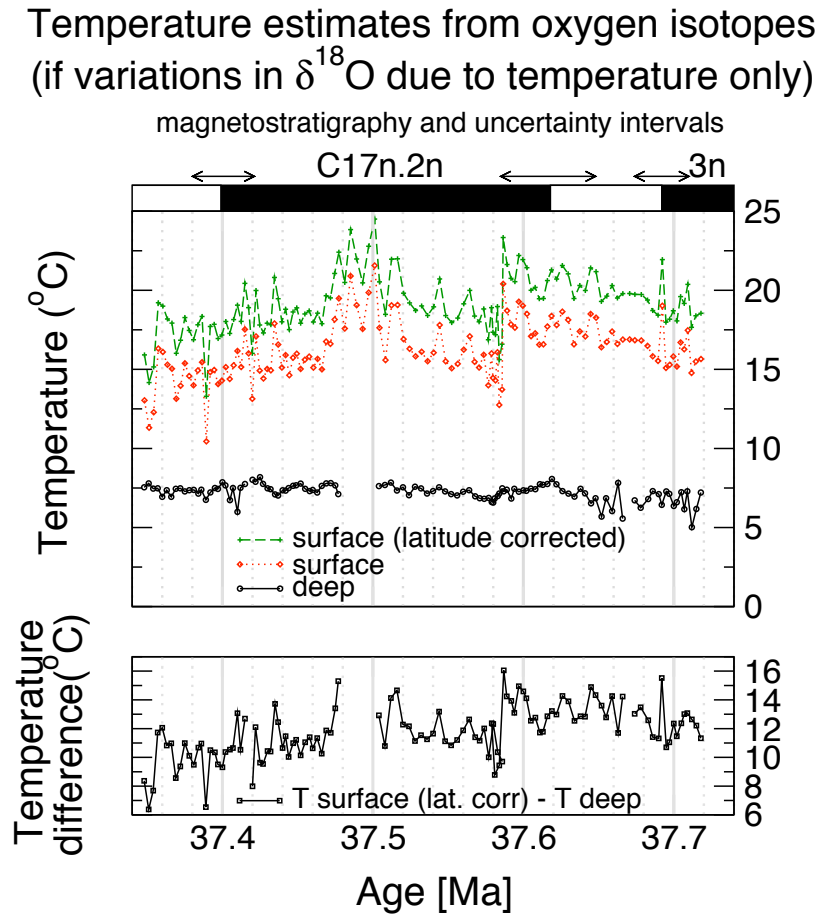 Temperature estimates from oxygen isotopes
(if variations in δ18O due to temperature only)
magnetostratigraphy and uncertainty intervals
C17n.2n 3n
25
20
15
10
5
0
Temperature (oC)
surface (latitude corrected)
surface
deep
16
14
12
10
8
6
Temperature
difference(oC)
T surface (lat. corr) - T deep
37.4 37.5 37.6 37.7
Age [Ma]